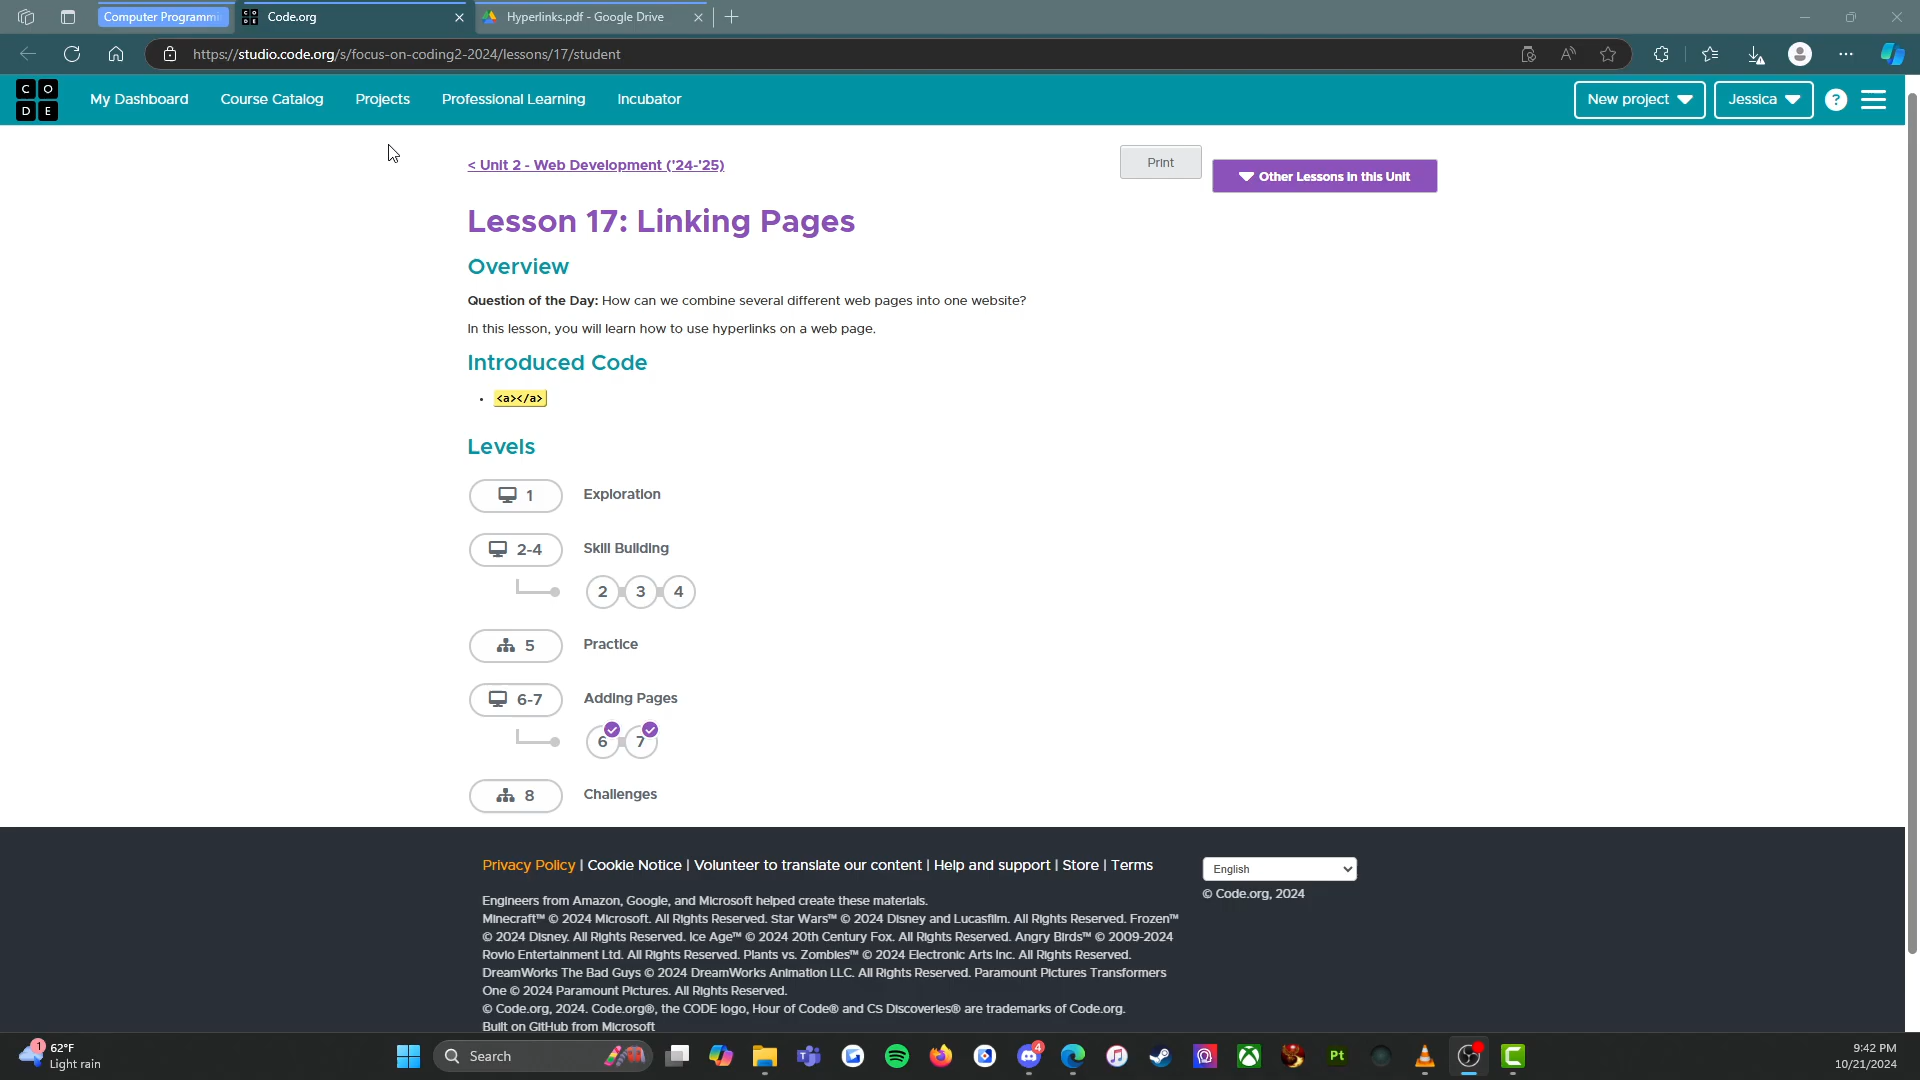 Computer Programmi
Code.org
Hyperlinks.pdf - Google Drive
https://studio.code.org/s/focus-on-coding2-2024/lessons/17/student
C O D E
My Dashboard
Course Catalog
Projects
Professional Learning
Incubator
New project
Jessica
?
< Unit 2 - Web Development ('24-'25)
Print
Other Lessons in this Unit
Lesson 17: Linking Pages
Overview
Question of the Day: How can we combine several different web pages into one website?
In this lesson, you will learn how to use hyperlinks on a web page.
Introduced Code
• <a></a>
Levels
1 Exploration
2-4 Skill Building
2 3 4
5 Practice
6-7 Adding Pages
6 7
8 Challenges
Privacy Policy | Cookie Notice | Volunteer to translate our content | Help and support | Store | Terms
English
© Code.org, 2024
Engineers from Amazon, Google, and Microsoft helped create these materials.
Minecraft™ © 2024 Microsoft. All Rights Reserved. Star Wars™ © 2024 Disney and Lucasfilm. All Rights Reserved. Frozen™
© 2024 Disney. All Rights Reserved. Ice Age™ © 2024 20th Century Fox. All Rights Reserved. Angry Birds™ © 2009-2024
Rovio Entertainment Ltd. All Rights Reserved. Plants vs. Zombies™ © 2024 Electronic Arts Inc. All Rights Reserved.
DreamWorks The Bad Guys © 2024 DreamWorks Animation LLC. All Rights Reserved. Paramount Pictures Transformers
One © 2024 Paramount Pictures. All Rights Reserved.
© Code.org, 2024. Code.org®, the CODE logo, Hour of Code® and CS Discoveries® are trademarks of Code.org.
Built on GitHub from Microsoft
1
62°F
Light rain
Search
4
Pt
9:42 PM
10/21/2024